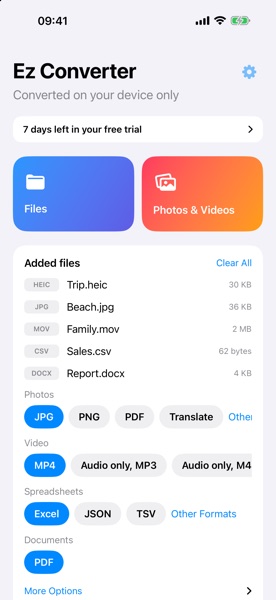 09:41
Ez Converter
Converted on your device only
7 days left in your free trial
Files
Photos & Videos
Added files
Clear All
HEIC Trip.heic 30 KB
JPG Beach.jpg 36 KB
MOV Family.mov 2 MB
CSV Sales.csv 62 bytes
DOCX Report.docx 4 KB
Photos
JPG PNG PDF Translate Other
Video
MP4 Audio only, MP3 Audio only, M4
Spreadsheets
Excel JSON TSV Other Formats
Documents
PDF
More Options